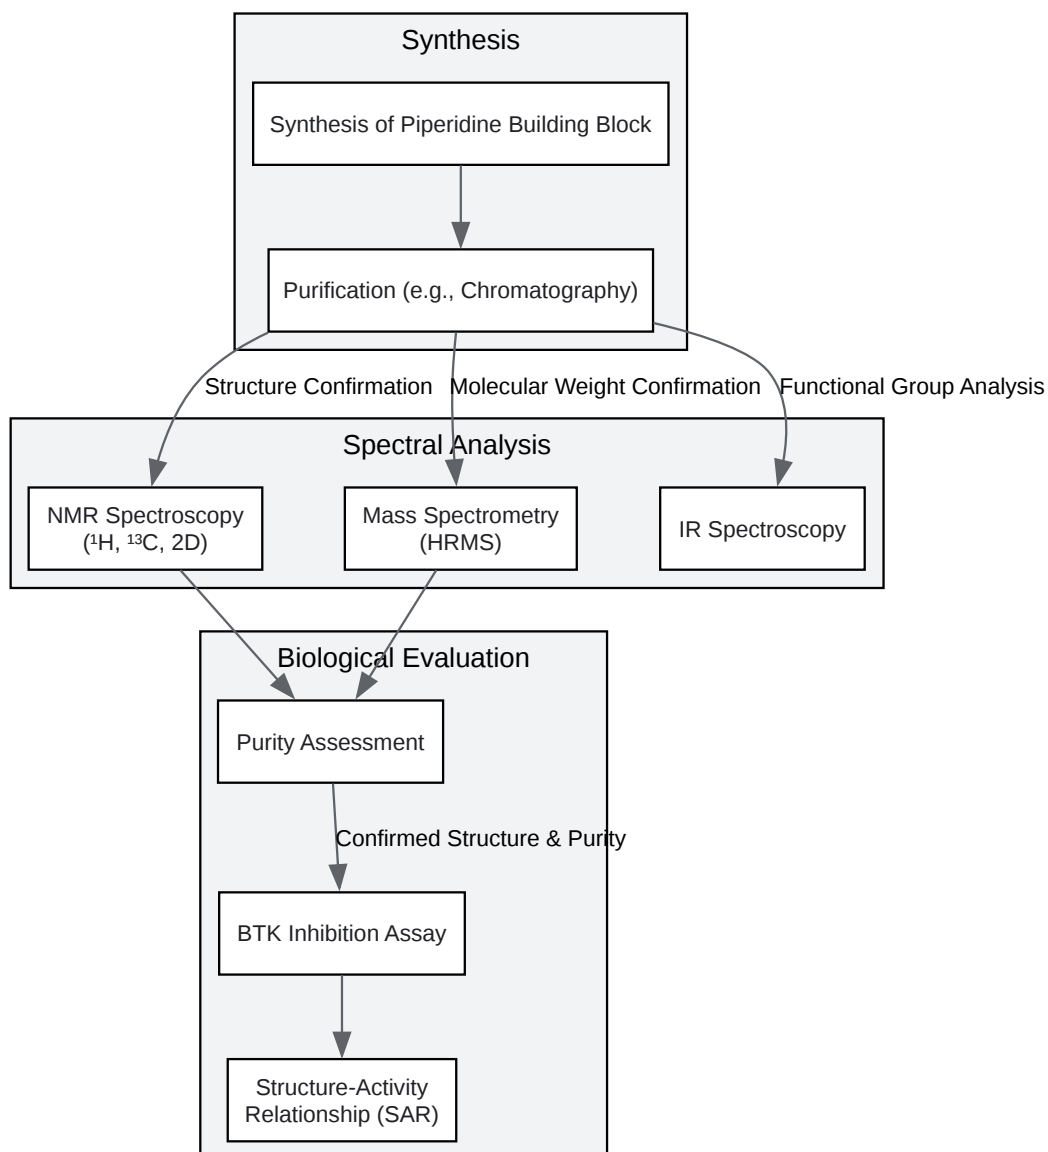 Synthesis
Synthesis of Piperidine Building Block
Purification (e.g., Chromatography)
Structure Confirmation
Molecular Weight Confirmation
Functional Group Analysis
Spectral Analysis
NMR Spectroscopy
(¹H, ¹³C, 2D)
Mass Spectrometry
(HRMS)
IR Spectroscopy
Biological Evaluation
Purity Assessment
Confirmed Structure & Purity
BTK Inhibition Assay
Structure-Activity
Relationship (SAR)